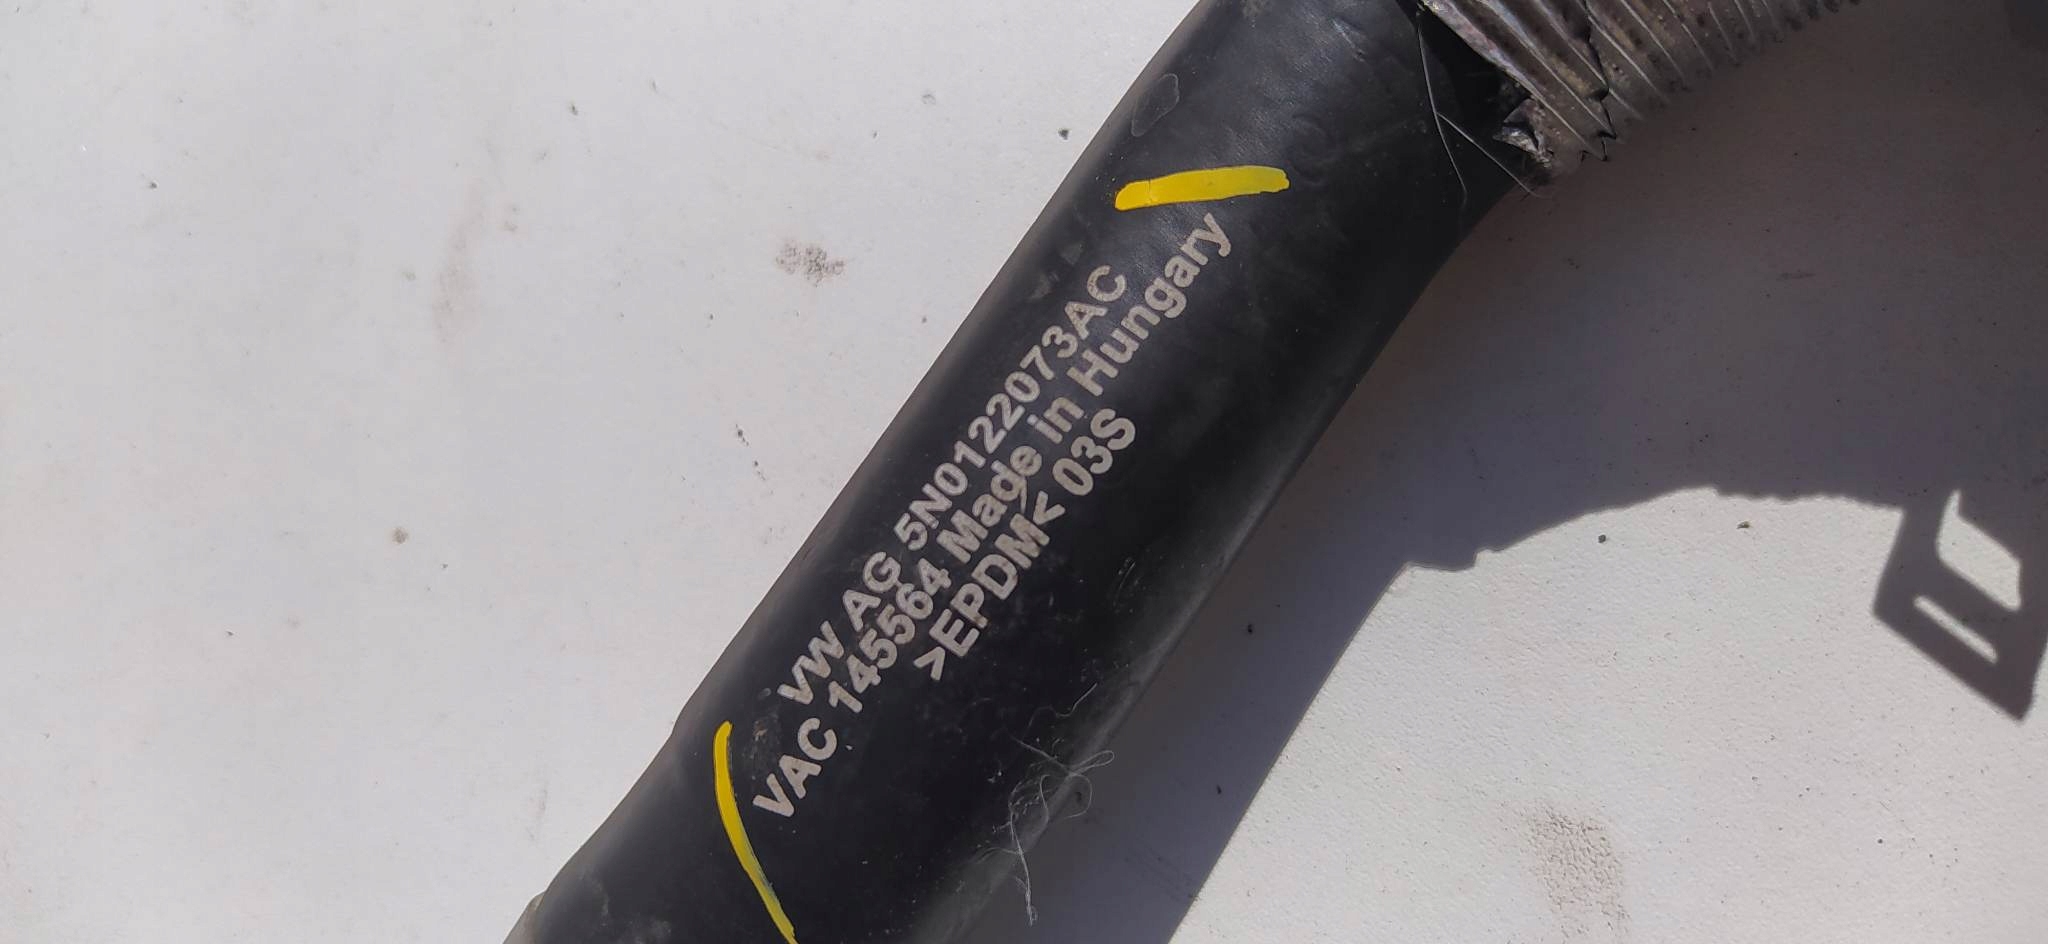 VW AG 5N0122073AC
VAC 145564 Made in Hungary
>EPDM< 03S